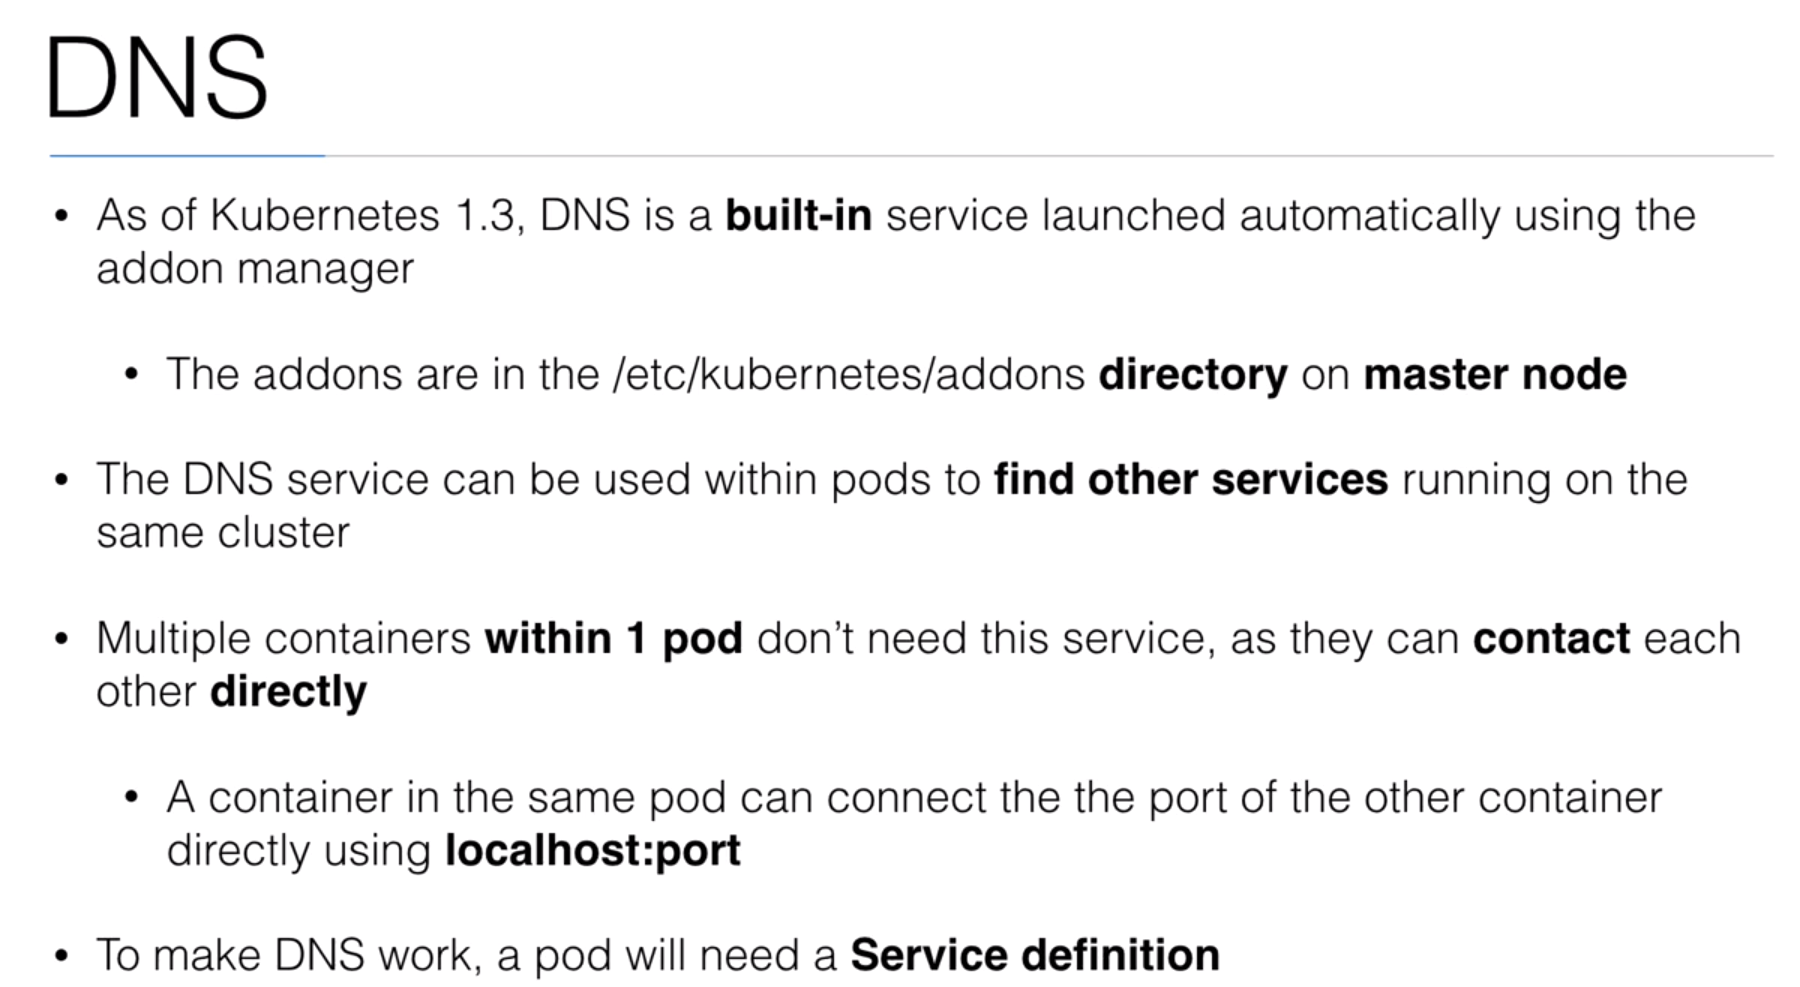 DNS
• As of Kubernetes 1.3, DNS is a built-in service launched automatically using the
addon manager
• The addons are in the /etc/kubernetes/addons directory on master node
• The DNS service can be used within pods to find other services running on the
same cluster
• Multiple containers within 1 pod don’t need this service, as they can contact each
other directly
• A container in the same pod can connect the the port of the other container
directly using localhost:port
• To make DNS work, a pod will need a Service definition